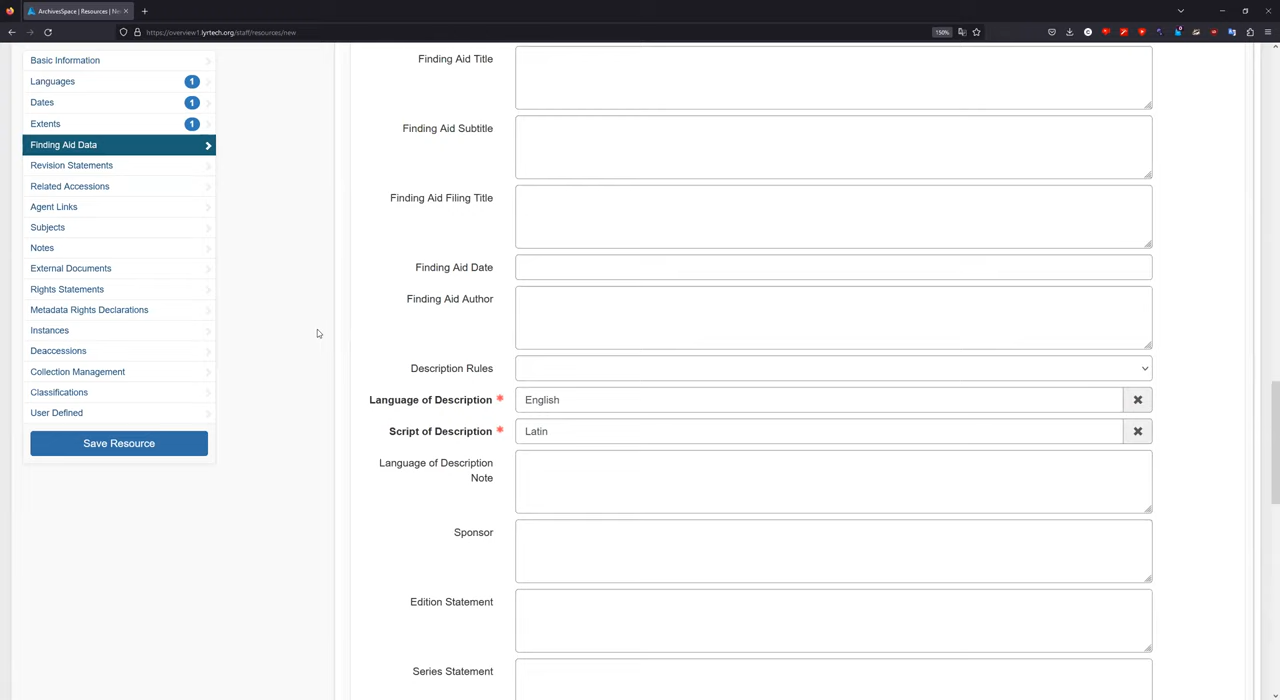 ArchivesSpace | Resources | Ne
https://overview1.lyrtech.org/staff/resources/new
150%
Basic Information
Languages 1
Dates 1
Extents 1
Finding Aid Data
Revision Statements
Related Accessions
Agent Links
Subjects
Notes
External Documents
Rights Statements
Metadata Rights Declarations
Instances
Deaccessions
Collection Management
Classifications
User Defined
Save Resource
Finding Aid Title
Finding Aid Subtitle
Finding Aid Filing Title
Finding Aid Date
Finding Aid Author
Description Rules
Language of Description * English
Script of Description * Latin
Language of Description
Note
Sponsor
Edition Statement
Series Statement